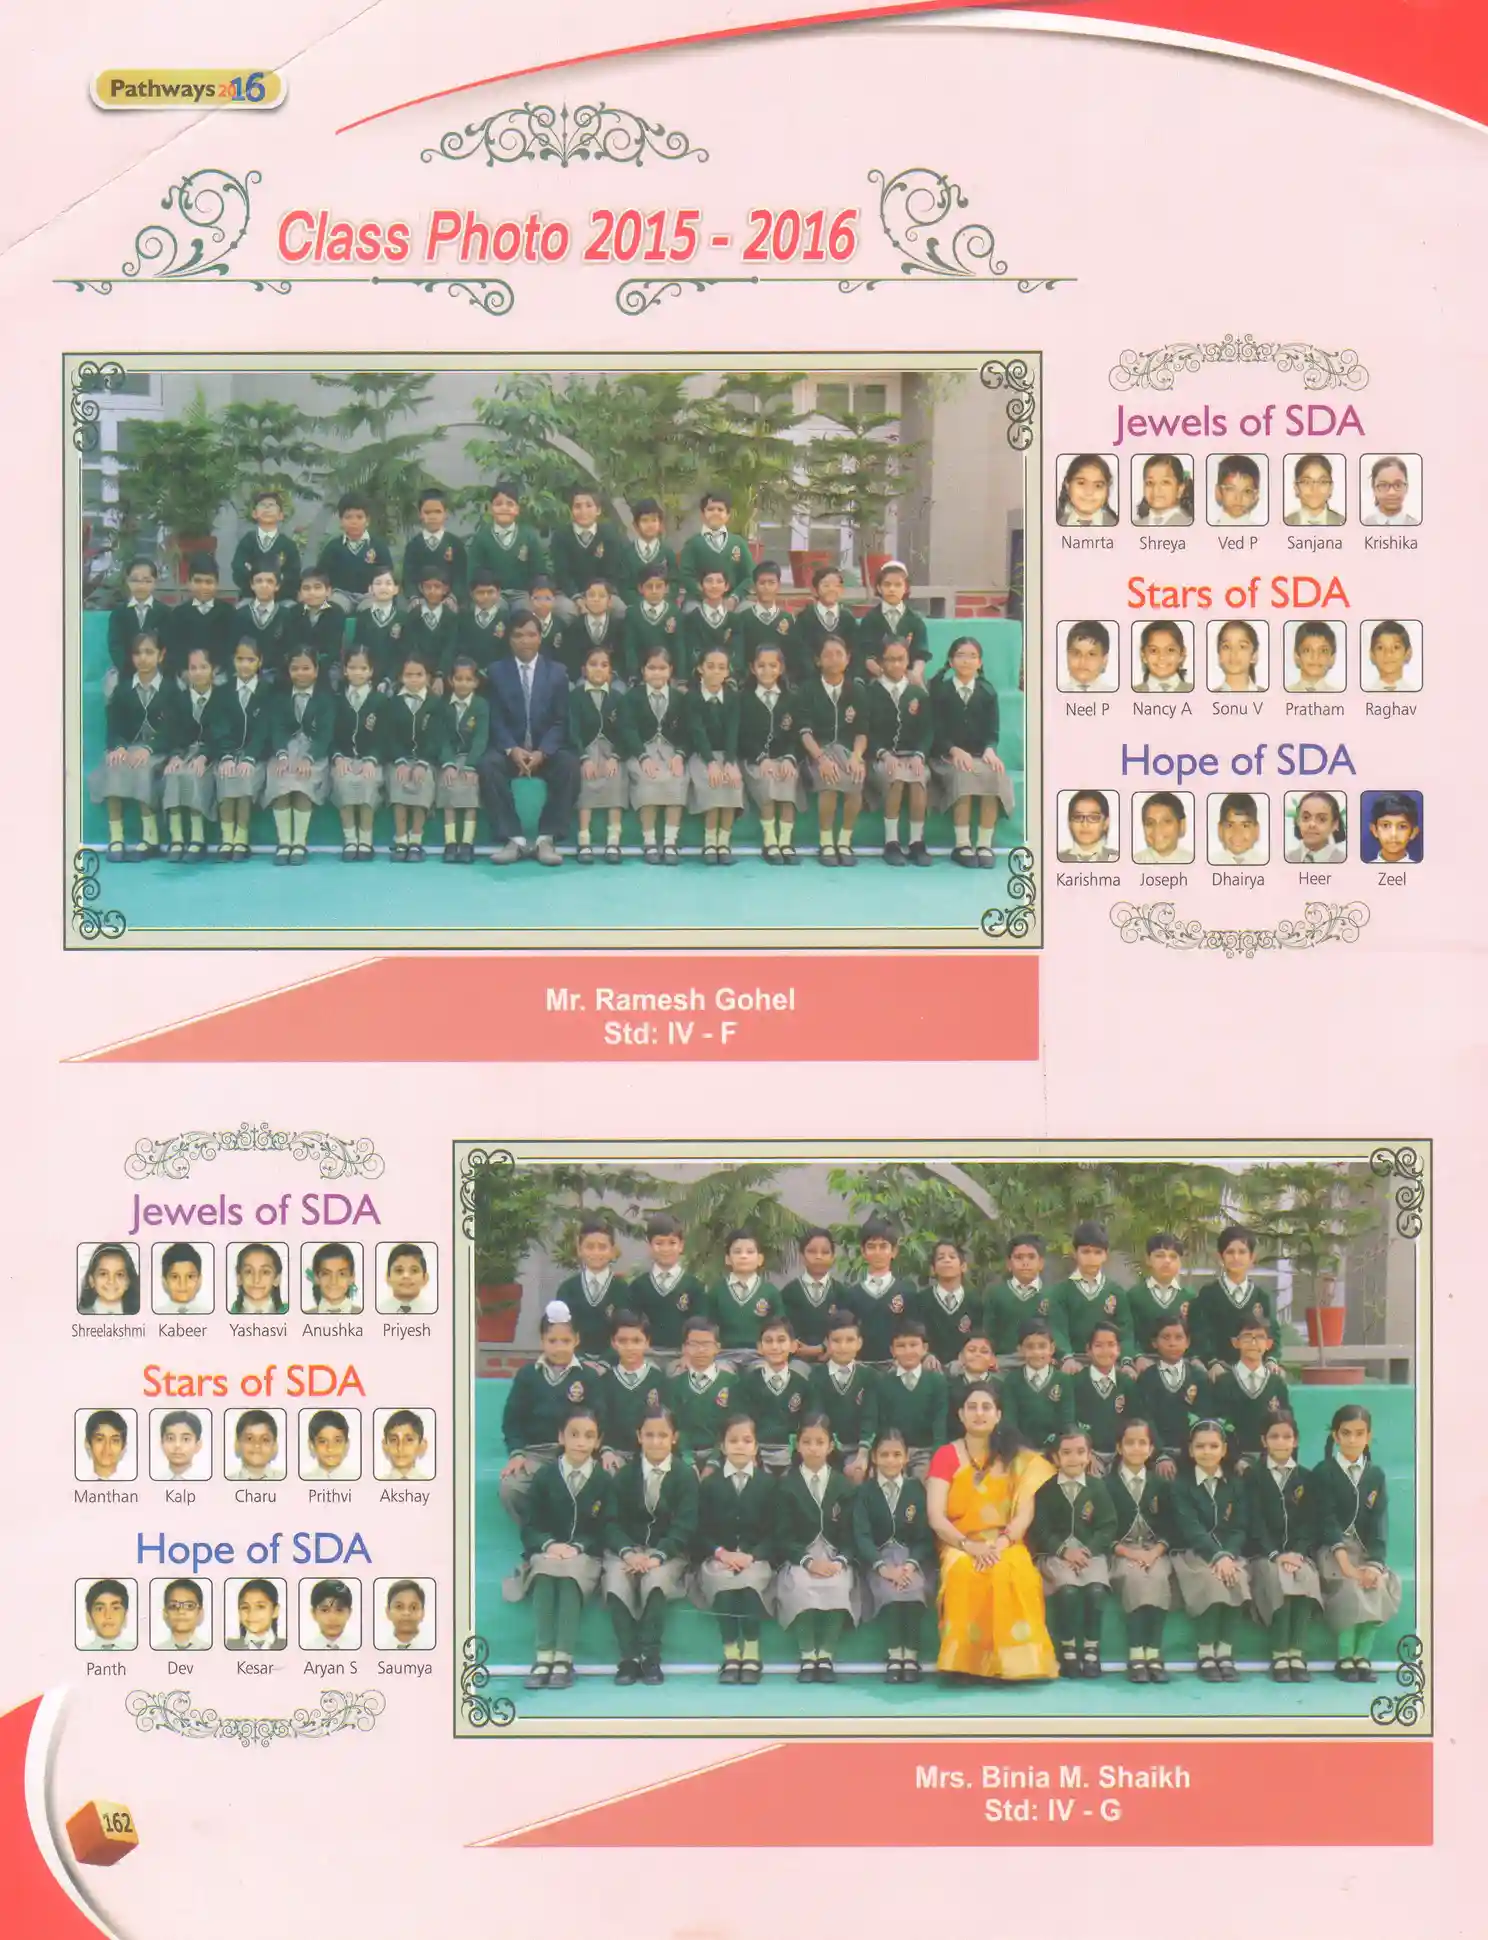 Pathways 2016
Class Photo 2015 - 2016
Jewels of SDA
Namrta Shreya Ved P Sanjana Krishika
Stars of SDA
Neel P Nancy A Sonu V Pratham Raghav
Hope of SDA
Karishma Joseph Dhairya Heer Zeel
Mr. Ramesh Gohel
Std: IV - F
Jewels of SDA
Shreelakshmi Kabeer Yashasvi Anushka Priyesh
Stars of SDA
Manthan Kalp Charu Prithvi Akshay
Hope of SDA
Panth Dev Kesar Aryan S Saumya
Mrs. Binia M. Shaikh
Std: IV - G
162